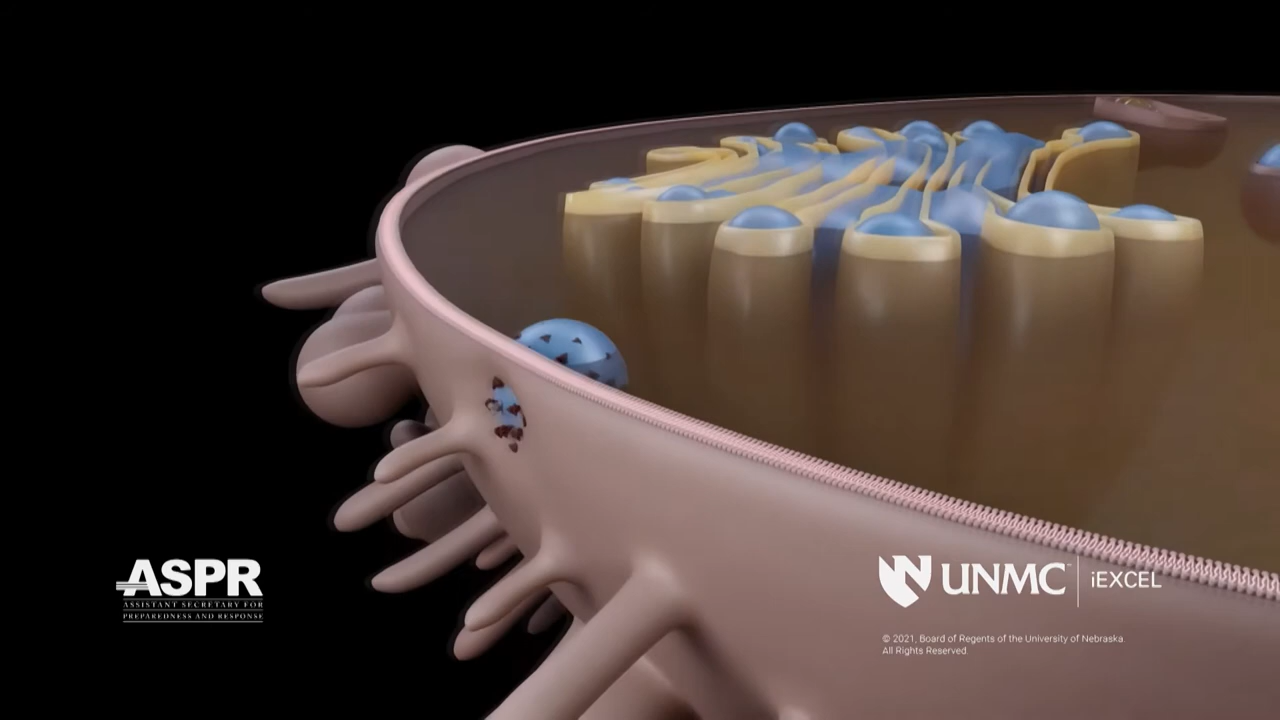 ASPR
ASSISTANT SECRETARY FOR
PREPAREDNESS AND RESPONSE
UNMC™ iEXCEL
© 2021, Board of Regents of the University of Nebraska.
All Rights Reserved.